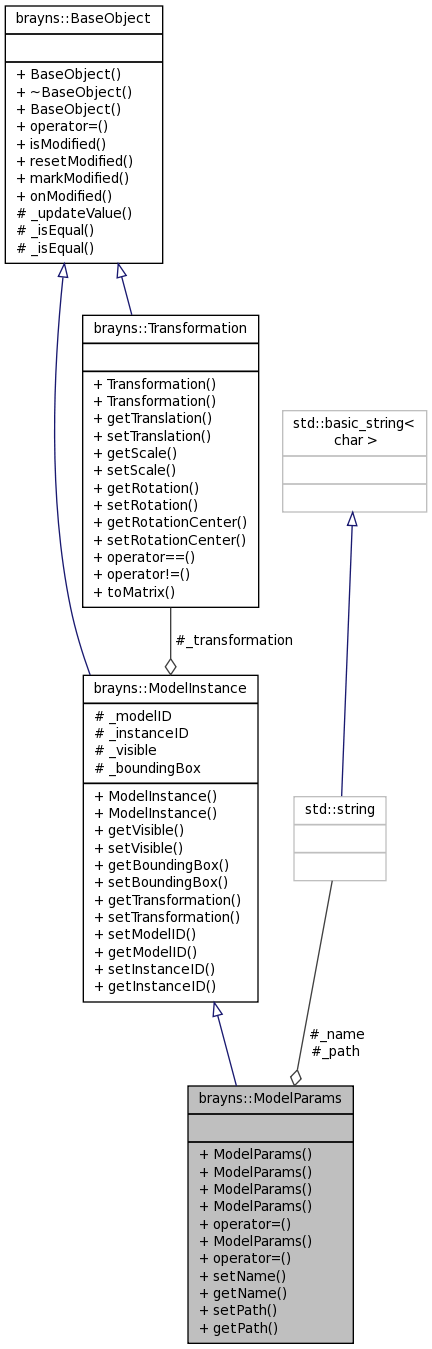 brayns::BaseObject
+ BaseObject()
+ ~BaseObject()
+ BaseObject()
+ operator=()
+ isModified()
+ resetModified()
+ markModified()
+ onModified()
# _updateValue()
# _isEqual()
# _isEqual()
brayns::Transformation
+ Transformation()
+ Transformation()
+ getTranslation()
+ setTranslation()
+ getScale()
+ setScale()
+ getRotation()
+ setRotation()
+ getRotationCenter()
+ setRotationCenter()
+ operator==()
+ operator!=()
+ toMatrix()
std::basic_string<
char >
#_transformation
brayns::ModelInstance
# _modelID
# _instanceID
# _visible
# _boundingBox
+ ModelInstance()
+ ModelInstance()
+ getVisible()
+ setVisible()
+ getBoundingBox()
+ setBoundingBox()
+ getTransformation()
+ setTransformation()
+ setModelID()
+ getModelID()
+ setInstanceID()
+ getInstanceID()
std::string
#_name
#_path
brayns::ModelParams
+ ModelParams()
+ ModelParams()
+ ModelParams()
+ ModelParams()
+ operator=()
+ ModelParams()
+ operator=()
+ setName()
+ getName()
+ setPath()
+ getPath()